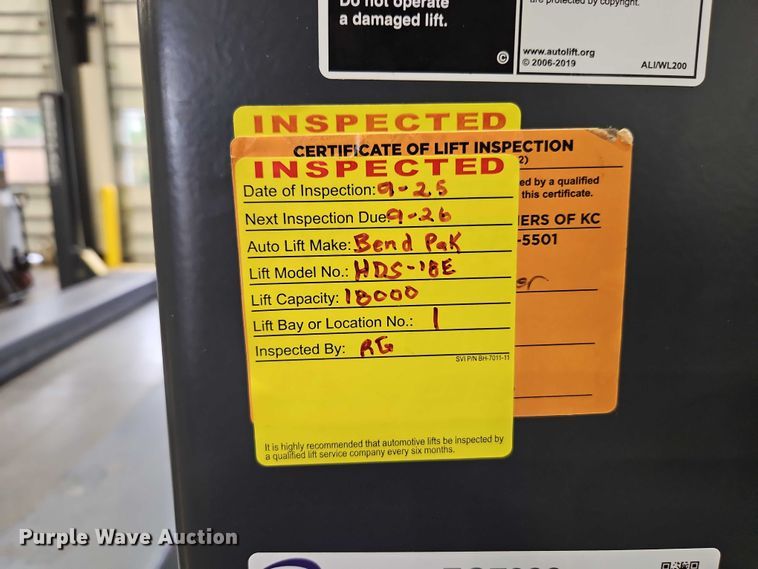 Do not operate
a damaged lift.
©
are protected by copyright.
www.autolift.org
© 2006-2019
ALI/WL200
INSPECTED
CERTIFICATE OF LIFT INSPECTION
2)
INSPECTED
Date of Inspection: 9-25
ed by a qualified
this certificate.
Next Inspection Due: 9-26
ERS OF KC
-5501
Auto Lift Make: Bend Pak
Lift Model No.: HDS-18E
Lift Capacity: 18000
Lift Bay or Location No.: 1
Inspected By: RG
SVI P/N BH-7011-11
It is highly recommended that automotive lifts be inspected by
a qualified lift service company every six months.
Purple Wave Auction®